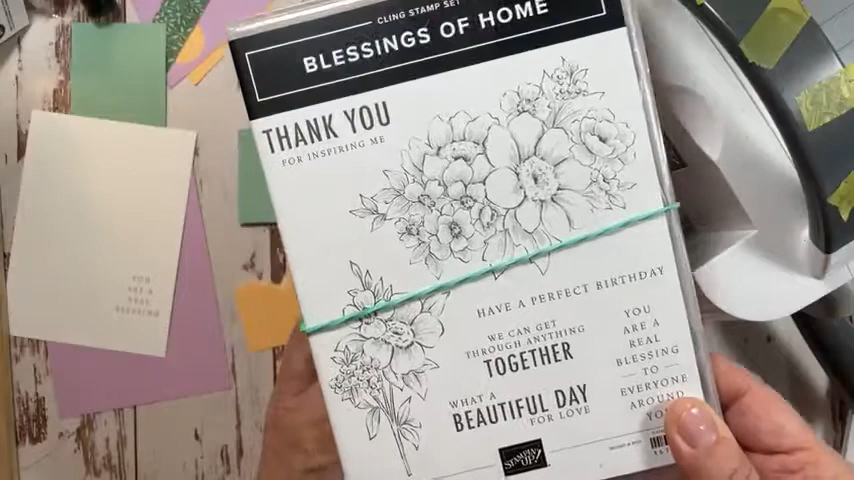 CLING STAMP SET
BLESSINGS OF HOME
THANK YOU
FOR INSPIRING ME
HAVE A PERFECT BIRTHDAY
WE CAN GET
THROUGH ANYTHING
TOGETHER
WHAT A
BEAUTIFUL DAY
FOR LOVE
YOU
ARE A
REAL
BLESSING
TO
EVERYONE
AROUND
STAMPIN' UP!
YOU
ARE A
REAL
BLESSING